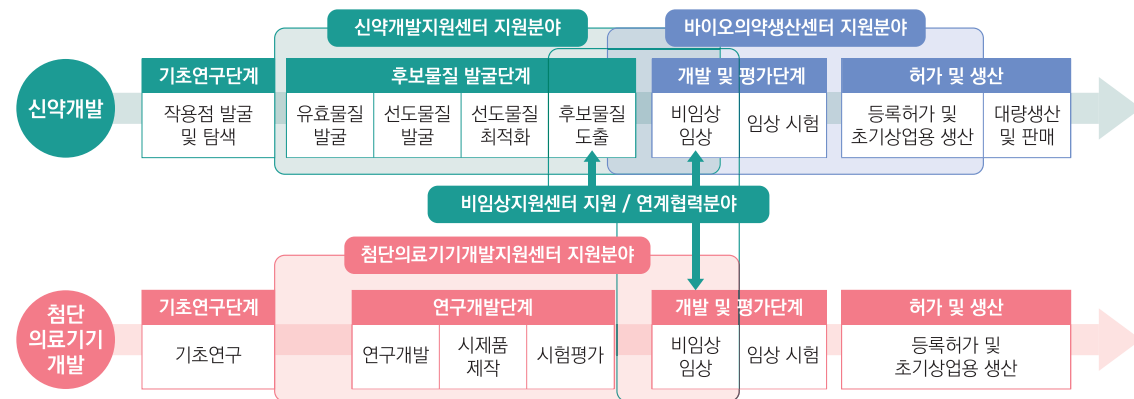 신약개발지원센터 지원분야
바이오의약생산센터 지원분야
신약개발
기초연구단계
후보물질 발굴단계
개발 및 평가단계
허가 및 생산
작용점 발굴
및 탐색
유효물질
발굴
선도물질
발굴
선도물질
최적화
후보물질
도출
비임상
임상
임상 시험
등록허가 및
초기상업용 생산
대량생산
및 판매
비임상지원센터 지원 / 연계협력분야
첨단의료기기개발지원센터 지원분야
첨단
의료기기
개발
기초연구단계
연구개발단계
개발 및 평가단계
허가 및 생산
기초연구
연구개발
시제품
제작
시험평가
비임상
임상
임상 시험
등록허가 및
초기상업용 생산